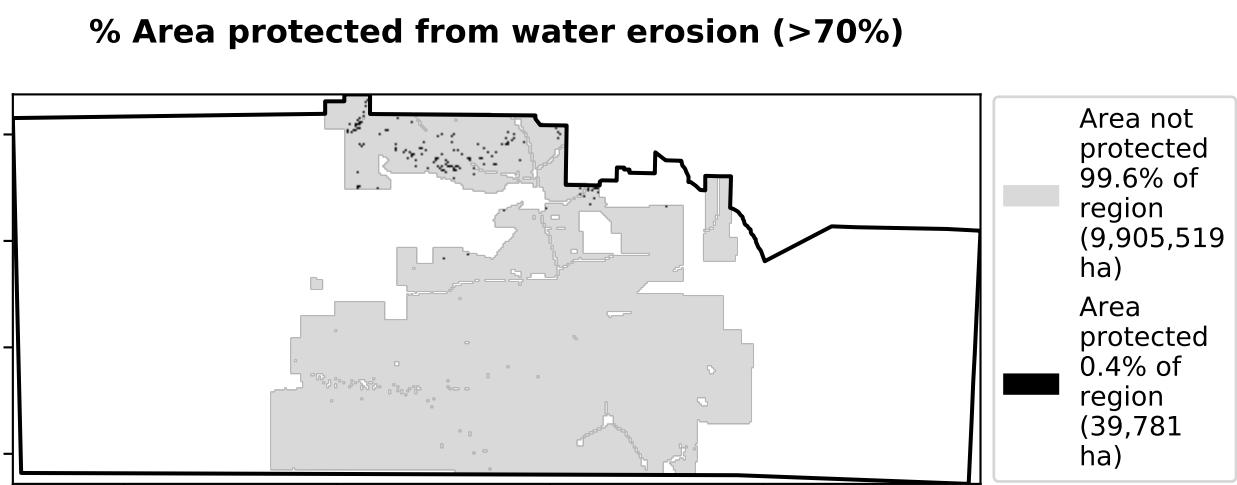 % Area protected from water erosion (>70%)
Area not
protected
99.6% of
region
(9,905,519
ha)
Area
protected
0.4% of
region
(39,781
ha)